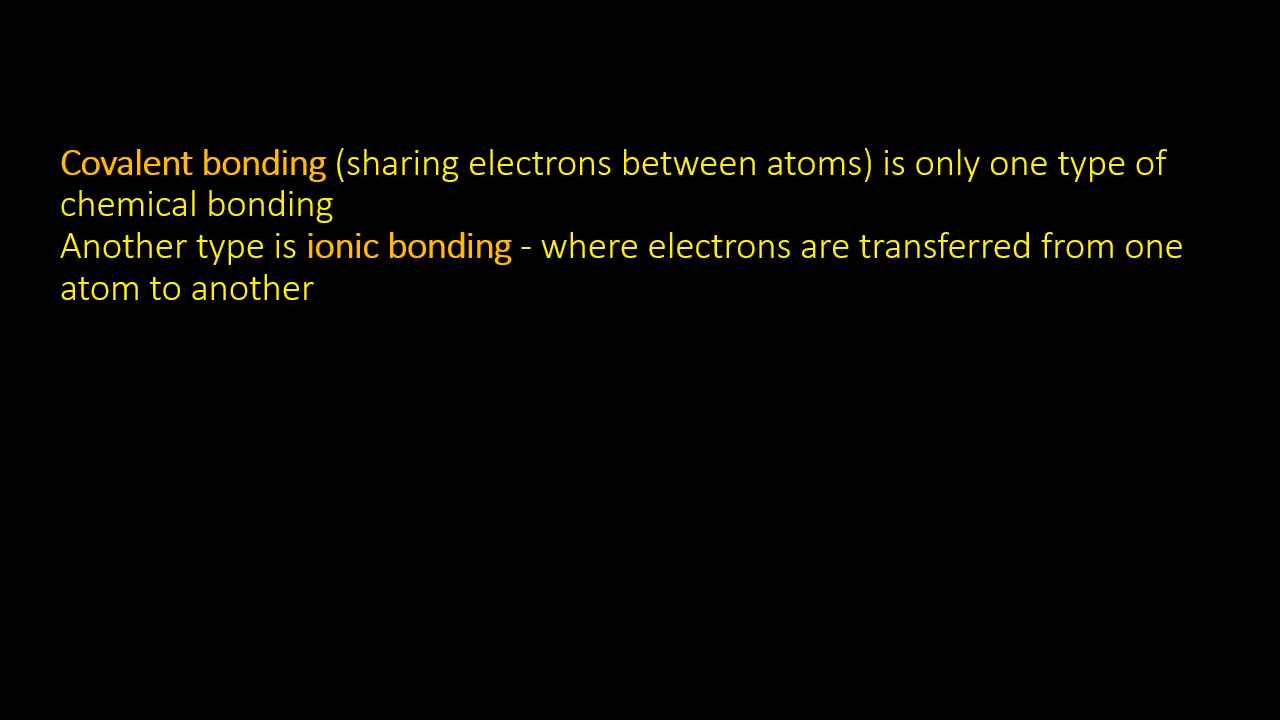 Covalent bonding (sharing electrons between atoms) is only one type of
chemical bonding
Another type is ionic bonding - where electrons are transferred from one
atom to another